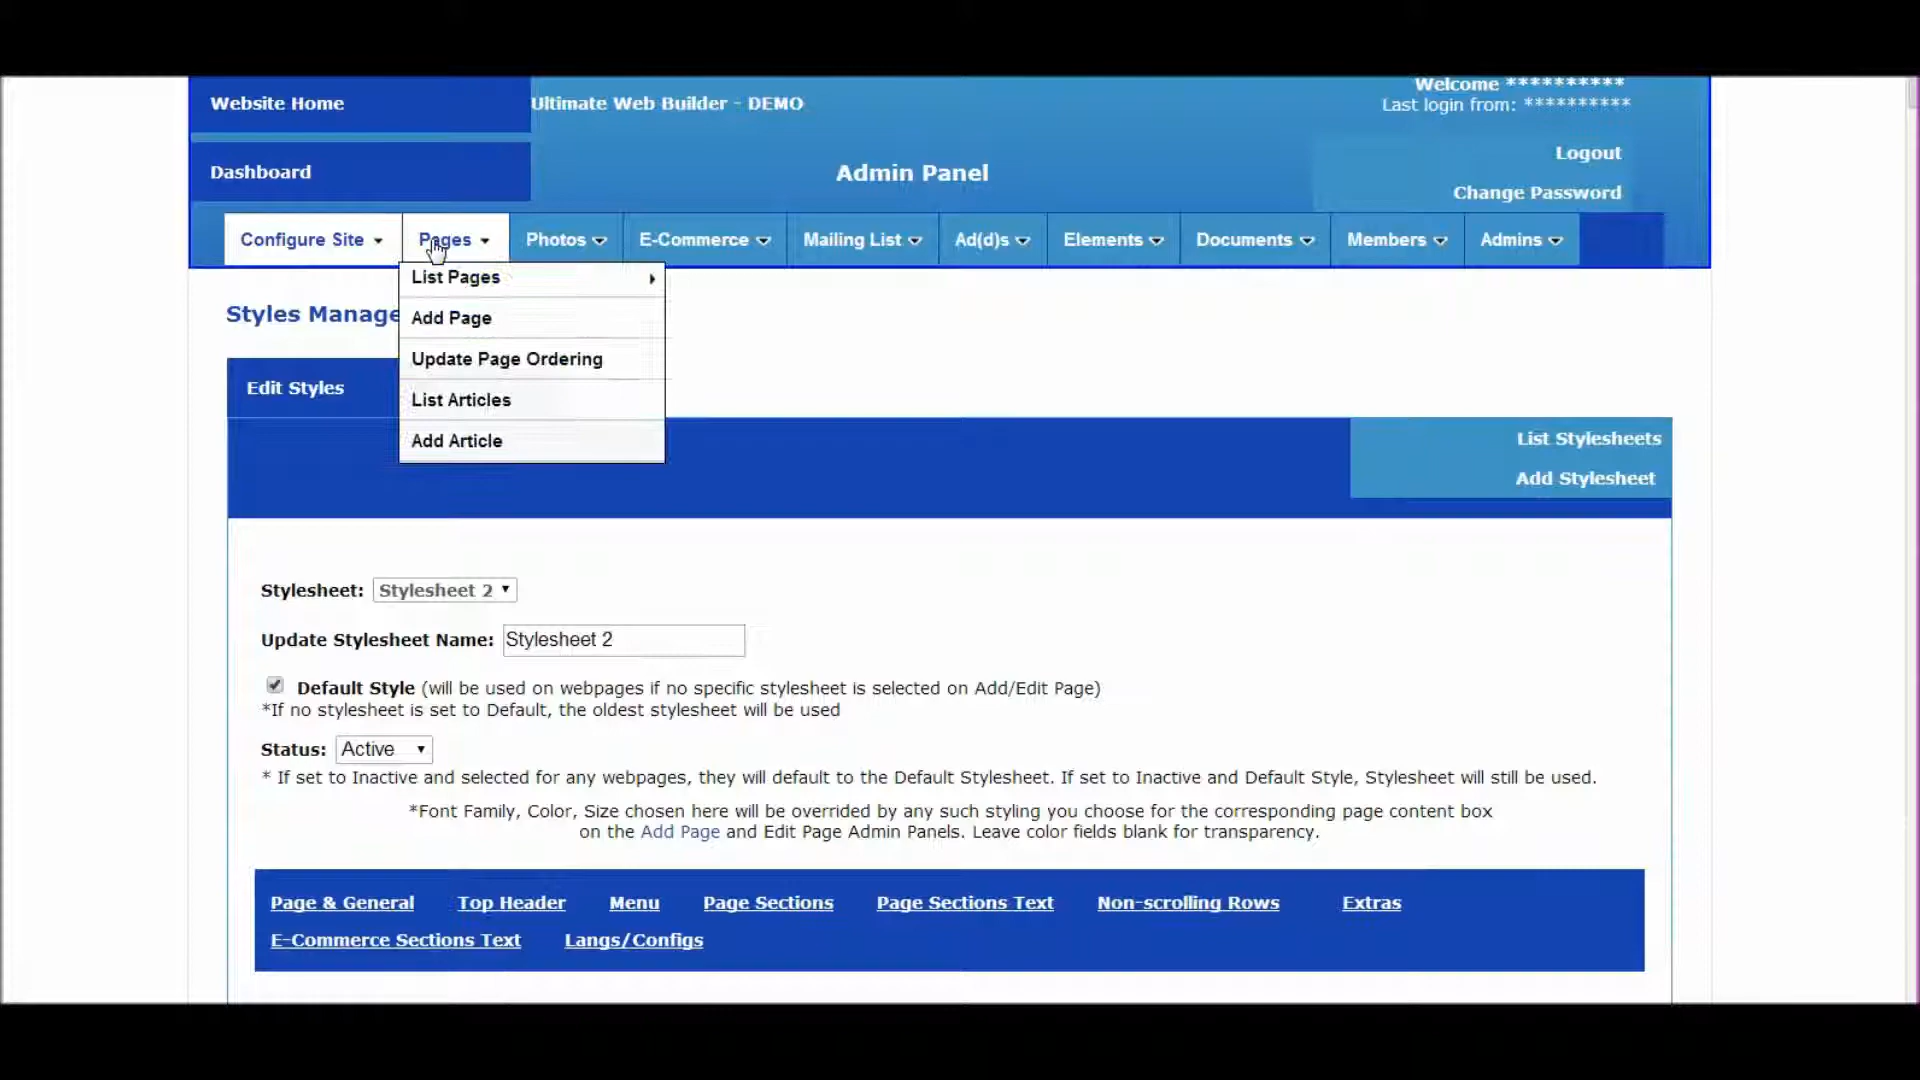 Welcome **********
Website Home
Ultimate Web Builder - DEMO
Last login from: **********
Logout
Dashboard
Admin Panel
Change Password
Configure Site Pages Photos E-Commerce Mailing List Ad(d)s Elements Documents Members Admins
List Pages
Styles Manage
Add Page
Update Page Ordering
Edit Styles
List Articles
Add Article
List Stylesheets
Add Stylesheet
Stylesheet: Stylesheet 2
Update Stylesheet Name: Stylesheet 2
Default Style (will be used on webpages if no specific stylesheet is selected on Add/Edit Page)
*If no stylesheet is set to Default, the oldest stylesheet will be used
Status: Active
* If set to Inactive and selected for any webpages, they will default to the Default Stylesheet. If set to Inactive and Default Style, Stylesheet will still be used.
*Font Family, Color, Size chosen here will be overrided by any such styling you choose for the corresponding page content box
on the Add Page and Edit Page Admin Panels. Leave color fields blank for transparency.
Page & General Top Header Menu Page Sections Page Sections Text Non-scrolling Rows Extras
E-Commerce Sections Text Langs/Configs